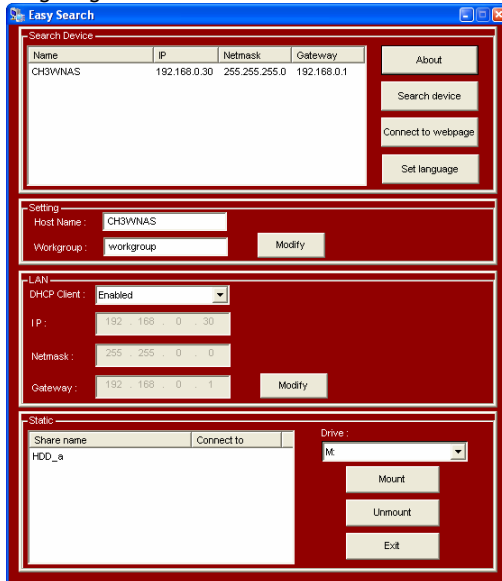 Easy Search
Search Device
Name IP Netmask Gateway
CH3WNAS 192.168.0.30 255.255.255.0 192.168.0.1
About
Search device
Connect to webpage
Set language
Setting
Host Name : CH3WNAS
Workgroup : workgroup
Modify
LAN
DHCP Client : Enabled
IP : 192 . 168 . 0 . 30
Netmask : 255 . 255 . 0 . 0
Gateway : 192 . 168 . 0 . 1
Modify
Static
Share name Connect to
HDD_a
Drive :
M:
Mount
Unmount
Exit